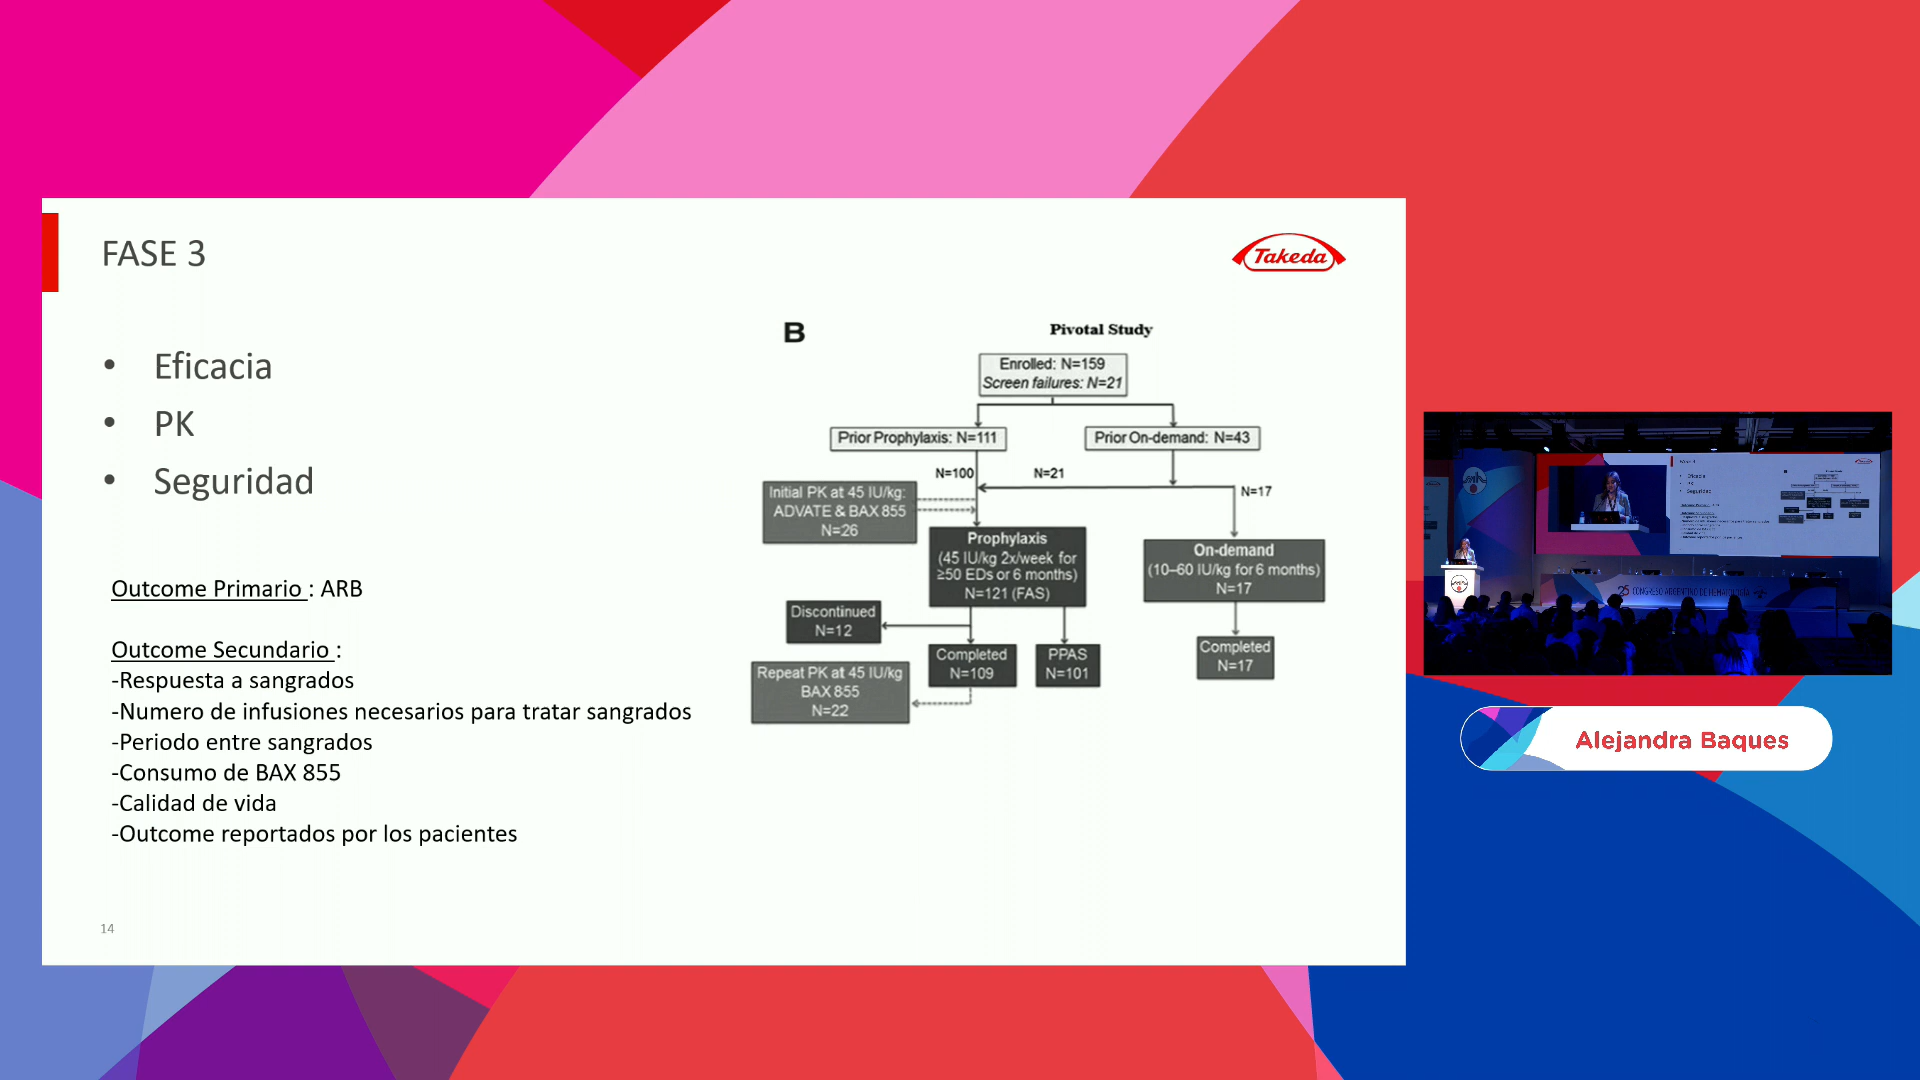 FASE 3
Takeda
• Eficacia
• PK
• Seguridad
Outcome Primario : ARB
Outcome Secundario :
-Respuesta a sangrados
-Numero de infusiones necesarios para tratar sangrados
-Periodo entre sangrados
-Consumo de BAX 855
-Calidad de vida
-Outcome reportados por los pacientes
14
B
Pivotal Study
Enrolled: N=159
Screen failures: N=21
Prior Prophylaxis: N=111
Prior On-demand: N=43
N=100
N=21
N=17
Initial PK at 45 IU/kg:
ADVATE & BAX 855
N=26
Prophylaxis
(45 IU/kg 2x/week for
≥50 EDs or 6 months)
N=121 (FAS)
On-demand
(10–60 IU/kg for 6 months)
N=17
Discontinued
N=12
Completed
N=109
PPAS
N=101
Completed
N=17
Repeat PK at 45 IU/kg
BAX 855
N=22
25 CONGRESO ARGENTINO DE HEMATOLOGÍA
Alejandra Baques